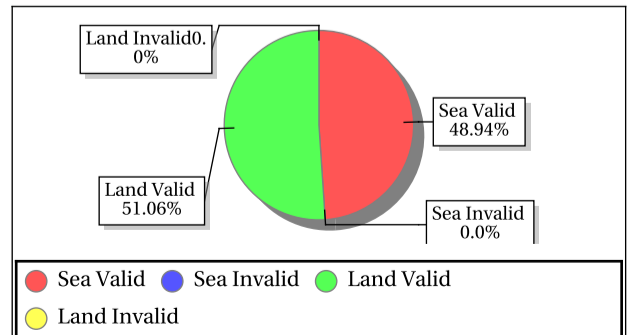 Land Invalid0.
0%
Sea Valid
48.94%
Land Valid
51.06%
Sea Invalid
0.0%
Sea Valid Sea Invalid Land Valid
Land Invalid